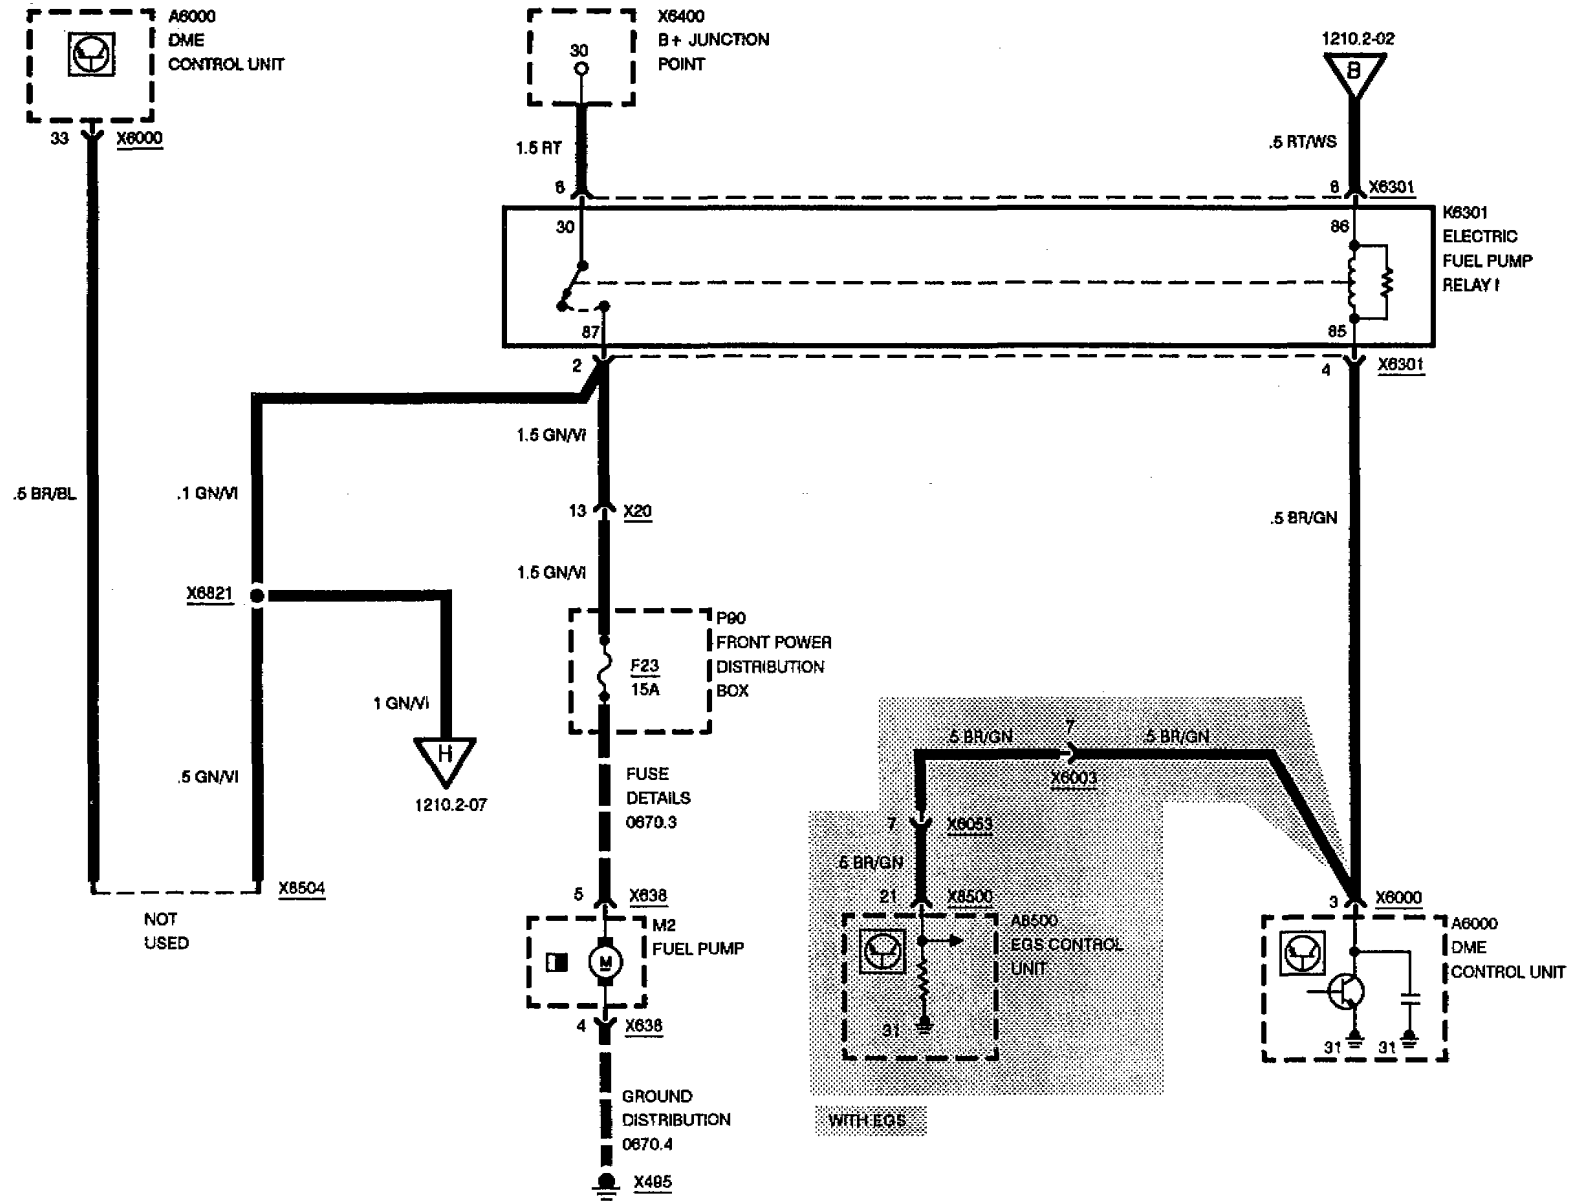 A6000
DME
CONTROL UNIT
33
X6000
X6400
B+ JUNCTION
POINT
30
1.5 RT
6
1210.2-02
B
.5 RT/WS
6
X6301
K6301
ELECTRIC
FUEL PUMP
RELAY I
30
86
87
85
2
4
X6301
1.5 GN/VI
.5 BR/BL
.1 GN/VI
13
X20
.5 BR/GN
1.5 GN/VI
X6821
P90
FRONT POWER
DISTRIBUTION
BOX
F23
15A
1 GN/VI
H
1210.2-07
.5 GN/VI
FUSE
DETAILS
0670.3
.5 BR/GN
7
.5 BR/GN
X6003
7
X6053
.5 BR/GN
X8504
NOT
USED
5
X638
21
X8500
3
X6000
M2
FUEL PUMP
M
A8500
EGS CONTROL
UNIT
31
A6000
DME
CONTROL UNIT
31
31
4
X638
GROUND
DISTRIBUTION
0670.4
WITH EGS
X495